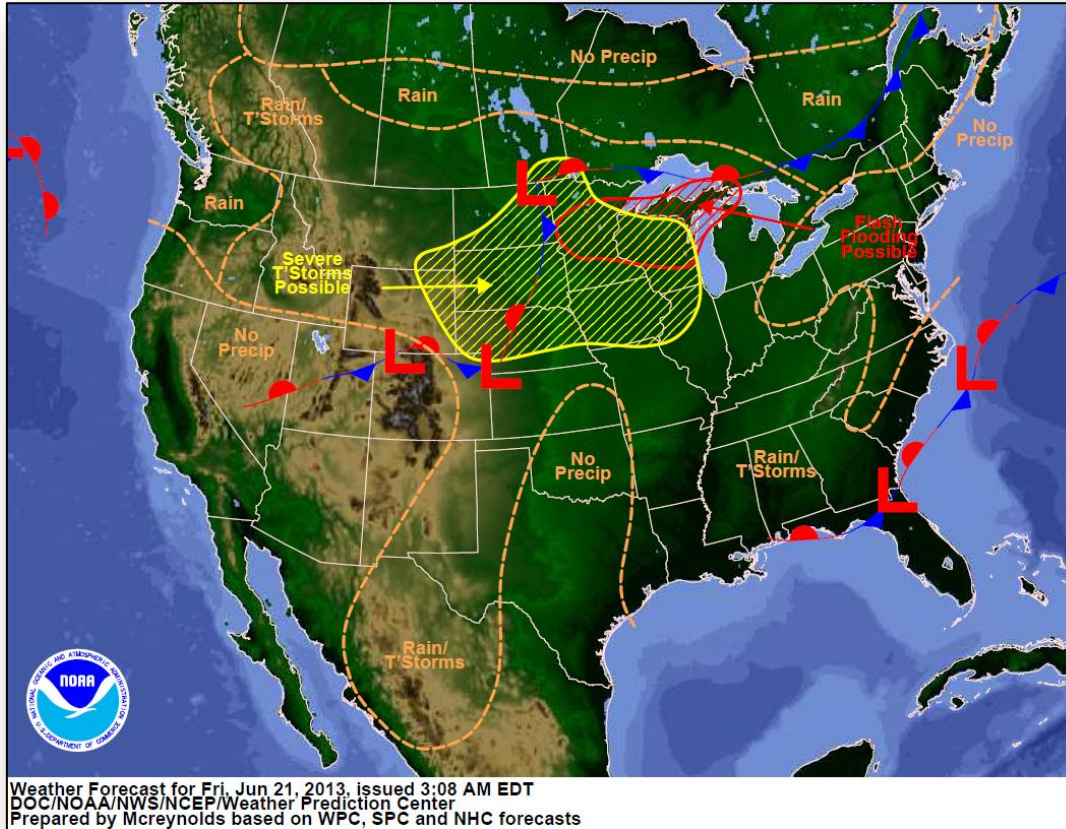 No Precip
Rain/
T'Storms
Rain
Rain
No
Precip
Rain
Flash
Flooding
Possible
Severe
T'Storms
Possible
No
Precip
No
Precip
Rain/
T'Storms
Rain/
T'Storms
L
L
L
L
L
NATIONAL OCEANIC AND ATMOSPHERIC ADMINISTRATION
NOAA
U.S. DEPARTMENT OF COMMERCE
Weather Forecast for Fri, Jun 21, 2013, issued 3:08 AM EDT
DOC/NOAA/NWS/NCEP/Weather Prediction Center
Prepared by Mcreynolds based on WPC, SPC and NHC forecasts